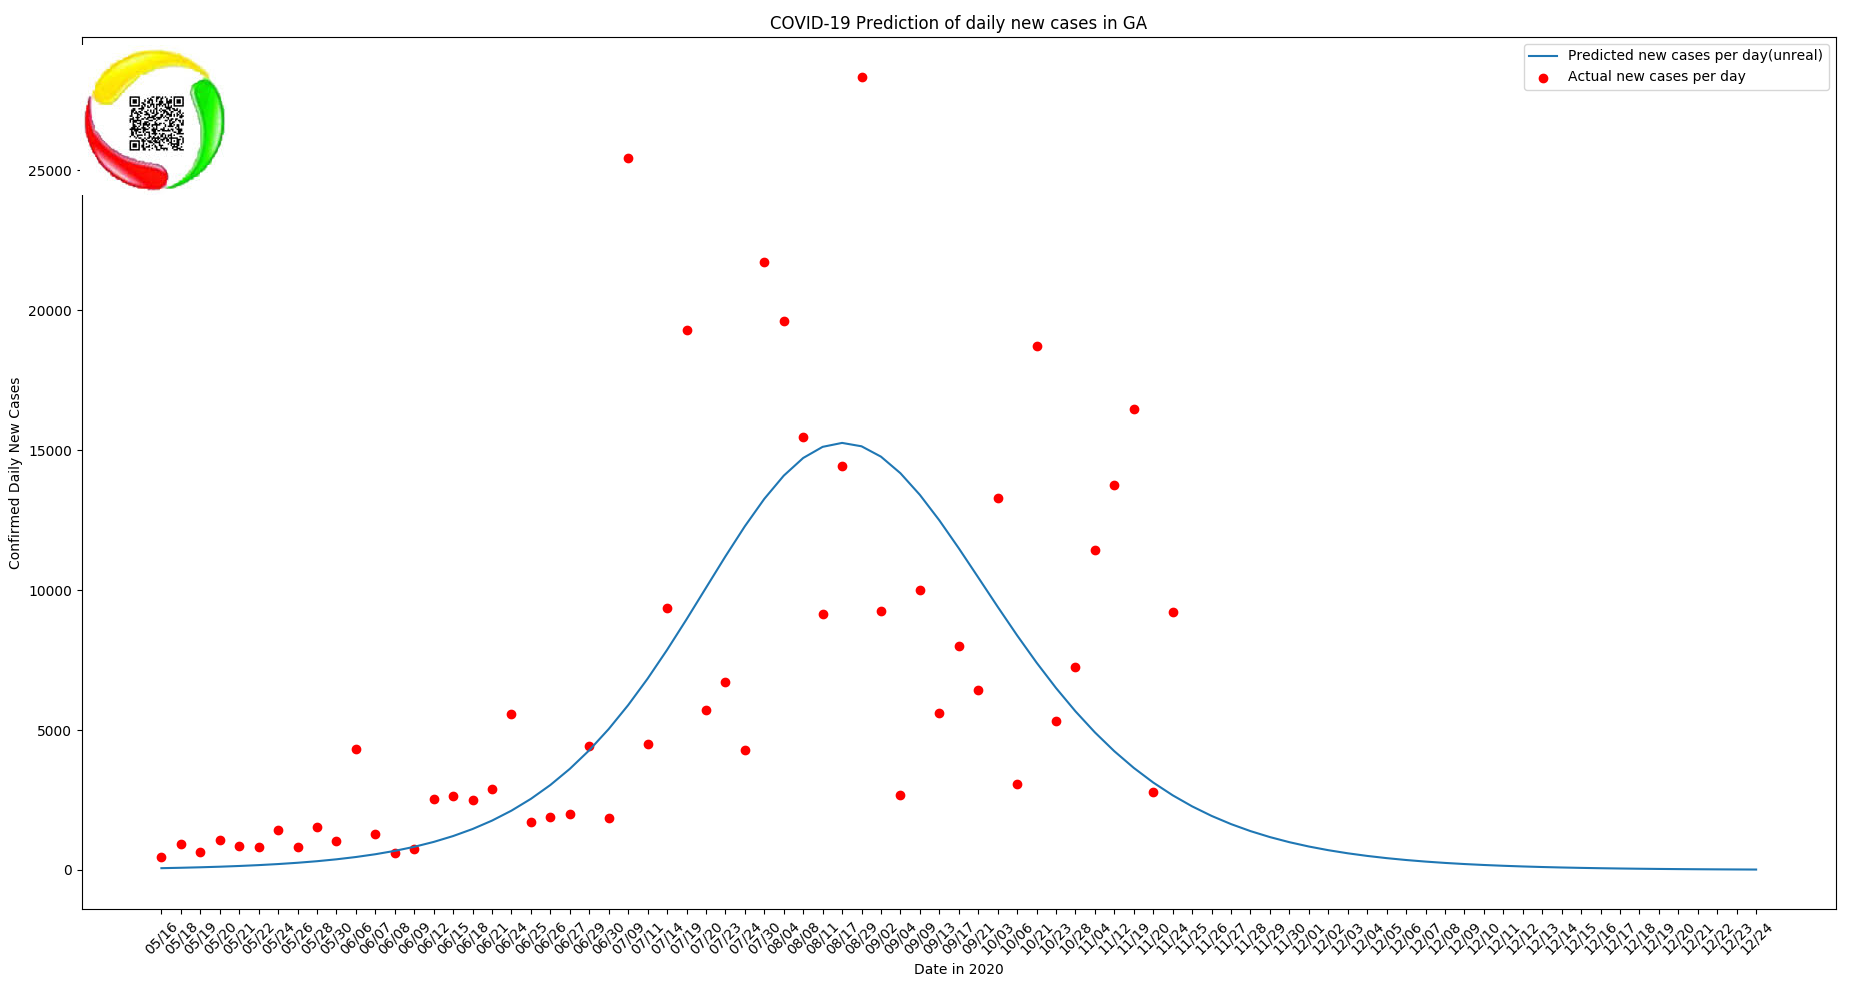 COVID-19 Prediction of daily new cases in GA
Predicted new cases per day(unreal)
Actual new cases per day
25000
20000
15000
10000
5000
0
Confirmed Daily New Cases
05/16 05/18 05/19 05/20 05/21 05/22 05/24 05/26 05/28 05/30 06/06 06/07 06/08 06/09 06/12 06/15 06/18 06/21 06/24 06/25 06/26 06/27 06/29 06/30 07/09 07/11 07/14 07/19 07/20 07/23 07/24 07/30 08/04 08/08 08/11 08/17 08/29 09/02 09/04 09/09 09/13 09/17 09/21 10/03 10/06 10/21 10/23 10/28 11/04 11/12 11/19 11/20 11/24 11/25 11/26 11/27 11/28 11/29 11/30 12/01 12/02 12/03 12/04 12/05 12/06 12/07 12/08 12/09 12/10 12/11 12/12 12/13 12/14 12/15 12/16 12/17 12/18 12/19 12/20 12/21 12/22 12/23 12/24
Date in 2020